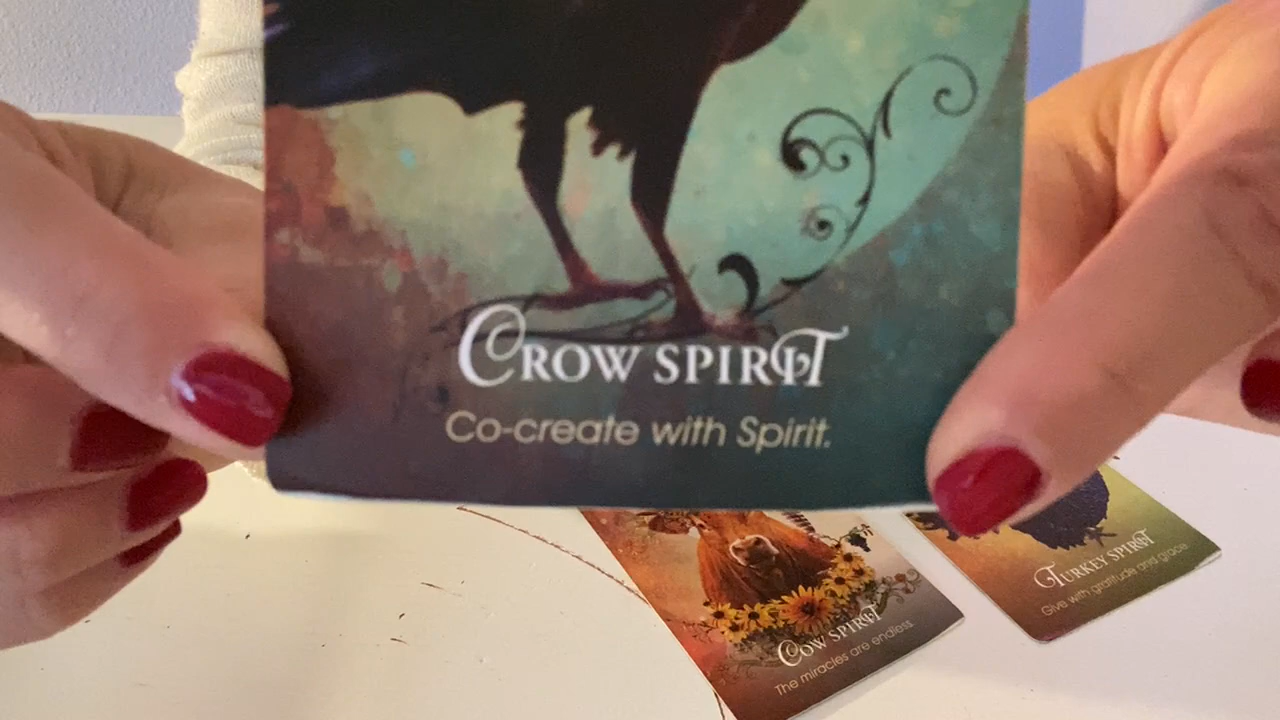 Crow spirit
Co-create with Spirit.
Cow spirit
The miracles are endless.
Turkey spirit
Give with gratitude and grace